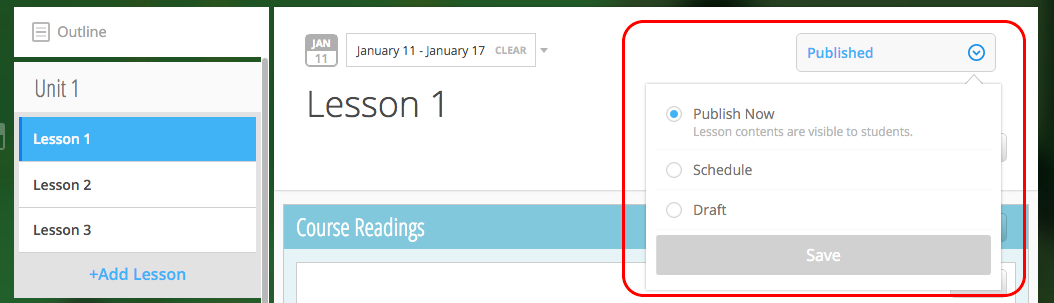 Outline
Unit 1
Lesson 1
Lesson 2
Lesson 3
+Add Lesson
JAN
11
January 11 - January 17 CLEAR
Lesson 1
Published
Publish Now
Lesson contents are visible to students.
Schedule
Draft
Save
Course Readings